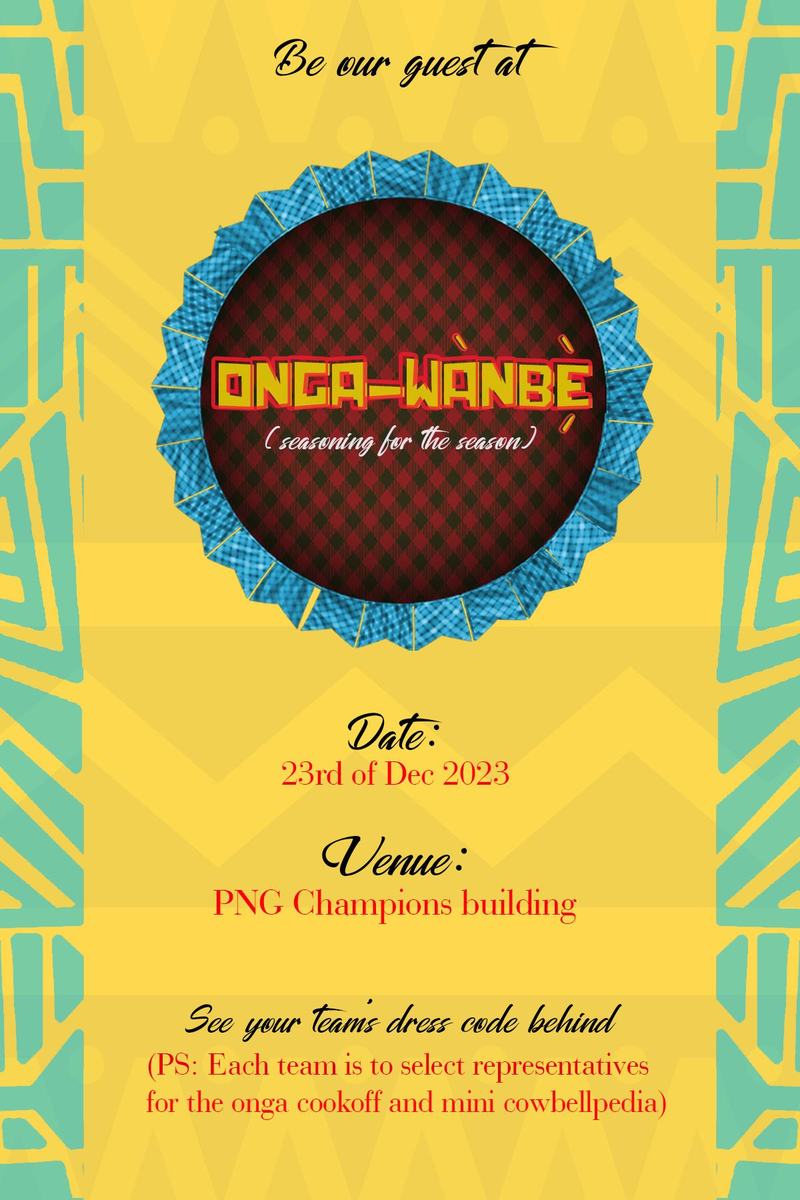 Be our guest at
ONGA-WÀNBÈ
(seasoning for the season)
Date:
23rd of Dec 2023
Venue:
PNG Champions building
See your team's dress code behind
(PS: Each team is to select representatives
for the onga cookoff and mini cowbellpedia)